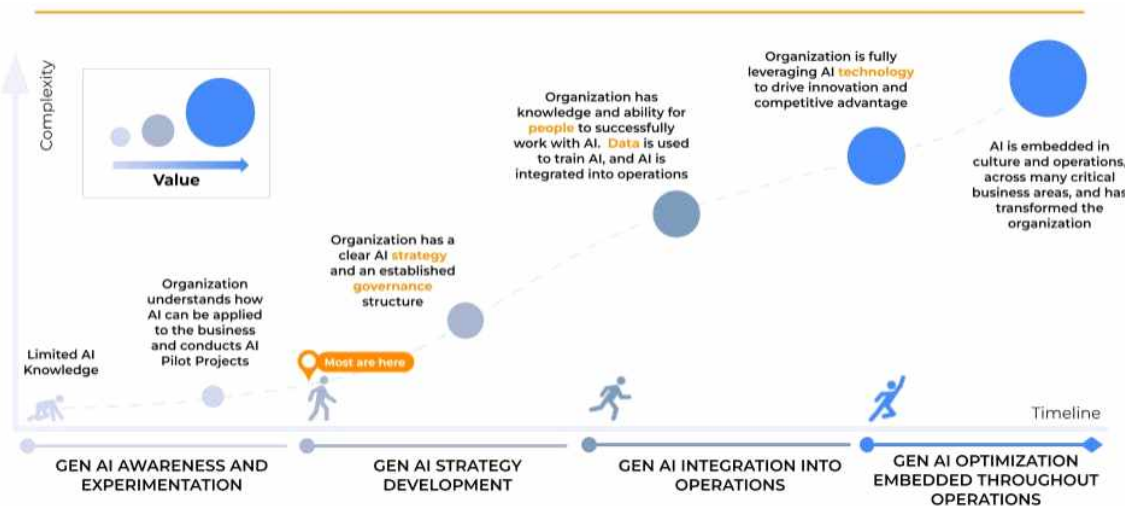 Complexity
Value
Limited AI
Knowledge
Organization
understands how
AI can be applied
to the business
and conducts AI
Pilot Projects
Most are here
Organization has a
clear AI strategy
and an established
governance
structure
Organization has
knowledge and ability for
people to successfully
work with AI. Data is used
to train AI, and AI is
integrated into operations
Organization is fully
leveraging AI technology
to drive innovation and
competitive advantage
AI is embedded in
culture and operations,
across many critical
business areas, and has
transformed the
organization
Timeline
GEN AI AWARENESS AND
EXPERIMENTATION
GEN AI STRATEGY
DEVELOPMENT
GEN AI INTEGRATION INTO
OPERATIONS
GEN AI OPTIMIZATION
EMBEDDED THROUGHOUT
OPERATIONS